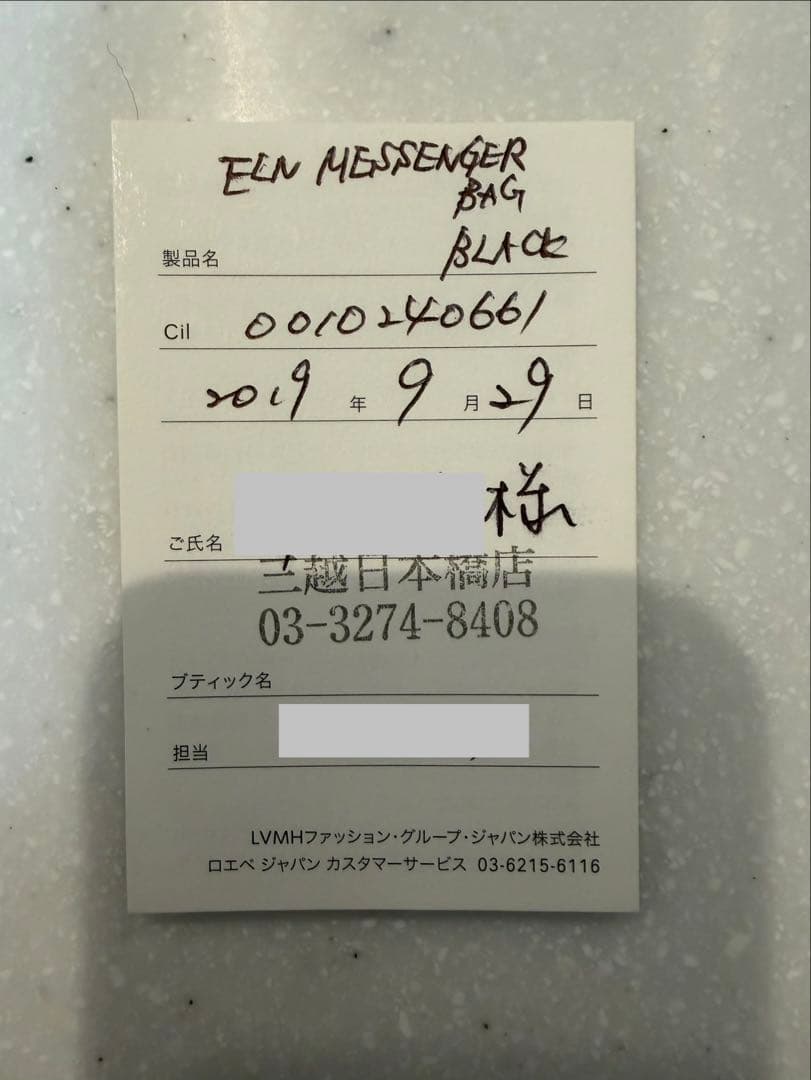 ELN MESSENGER
BAG
BLACK
製品名
Cil 0010240661
2019 年 9 月 29 日
様
ご氏名
三越日本橋店
03-3274-8408
ブティック名
担当
LVMHファッション・グループ・ジャパン株式会社
ロエベ ジャパン カスタマーサービス 03-6215-6116